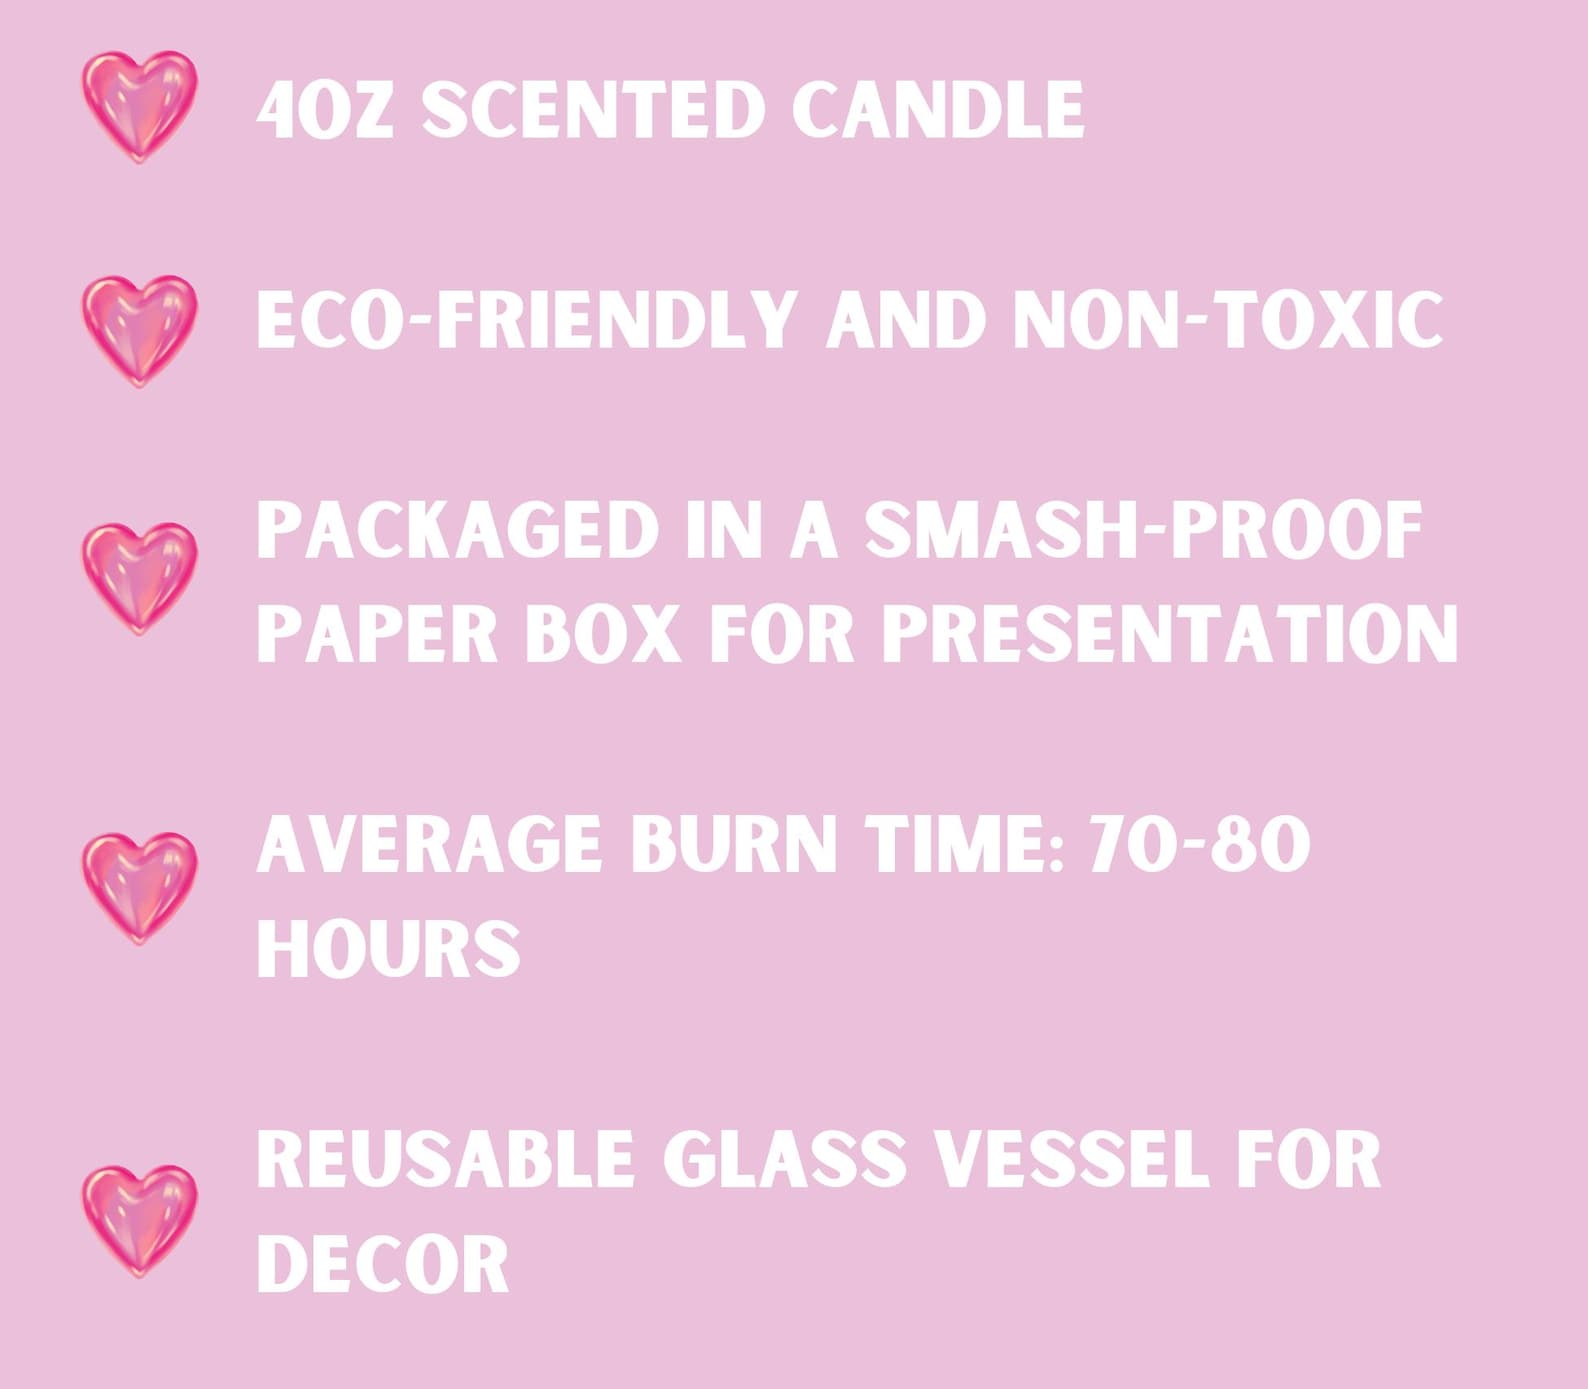 4OZ SCENTED CANDLE
ECO-FRIENDLY AND NON-TOXIC
PACKAGED IN A SMASH-PROOF
PAPER BOX FOR PRESENTATION
AVERAGE BURN TIME: 70-80
HOURS
REUSABLE GLASS VESSEL FOR
DECOR